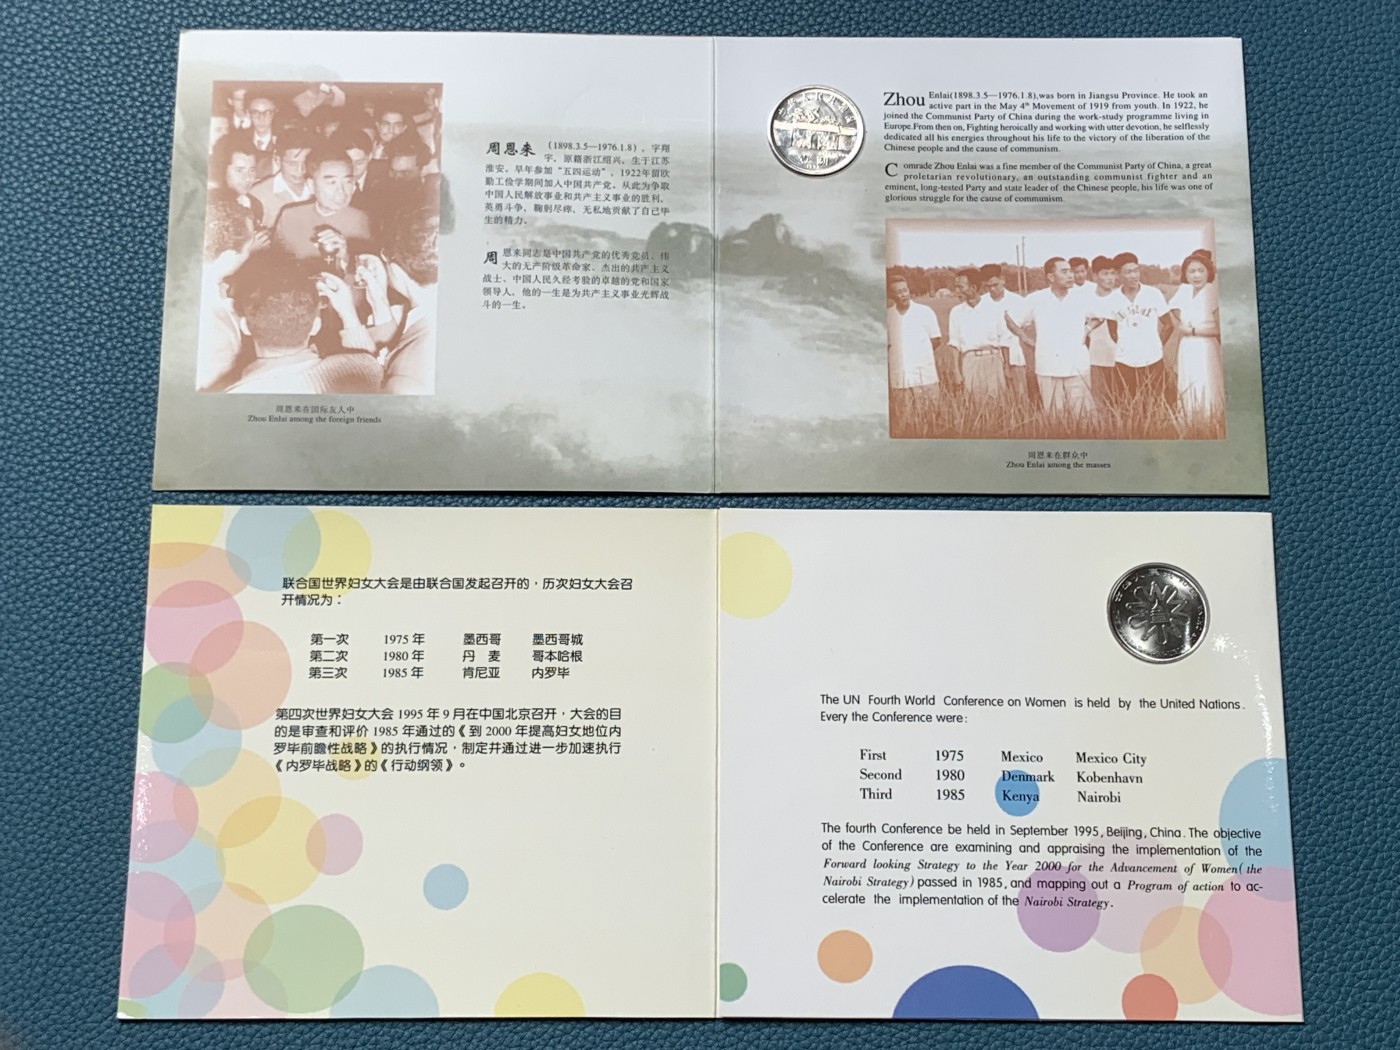 周恩来 (1898.3.5—1976.1.8)，字翔
宇，原籍浙江绍兴，生于江苏
淮安。早年参加“五四运动”，1922年留欧
勤工俭学期间加入中国共产党。从此为争取
中国人民解放事业和共产主义事业的胜利，
英勇斗争，鞠躬尽瘁，无私地贡献了自己毕
生的精力。
周恩来同志是中国共产党的优秀党员、伟
大的无产阶级革命家、杰出的共产主义
战士、中国人民久经考验的卓越的党和国家
领导人，他的一生是为共产主义事业光辉战
斗的一生。
周恩来在国际友人中
Zhou Enlai among the foreign friends
Zhou Enlai(1898.3.5—1976.1.8),was born in Jiangsu Province. He took an
active part in the May 4th Movement of 1919 from youth. In 1922, he
joined the Communist Party of China during the work-study programme living in
Europe.From then on, Fighting heroically and working with utter devotion, he selflessly
dedicated all his energies throughout his life to the victory of the liberation of the
Chinese people and the cause of communism.
Comrade Zhou Enlai was a fine member of the Communist Party of China, a great
proletarian revolutionary, an outstanding communist fighter and an
eminent, long-tested Party and state leader of the Chinese people, his life was one of
glorious struggle for the cause of communism
周恩来在群众中
Zhou Enlai among the masses
联合国世界妇女大会是由联合国发起召开的，历次妇女大会召
开情况为：
第一次 1975年 墨西哥 墨西哥城
第二次 1980年 丹 麦 哥本哈根
第三次 1985年 肯尼亚 内罗毕
第四次世界妇女大会1995年9月在中国北京召开，大会的目
的是审查和评价1985年通过的《到2000年提高妇女地位内
罗毕前瞻性战略》的执行情况，制定并通过进一步加速执行
《内罗毕战略》的《行动纲领》。
The UN Fourth World Conference on Women is held by the United Nations.
Every the Conference were:
First 1975 Mexico Mexico City
Second 1980 Denmark Kobenhavn
Third 1985 Kenya Nairobi
The fourth Conference be held in September 1995, Beijing, China. The objective
of the Conference are examining and appraising the implementation of the
Forward looking Strategy to the Year 2000 for the Advancement of Women( the
Nairobi Strategy) passed in 1985, and mapping out a Program of action to ac-
celerate the implementation of the Nairobi Strategy.